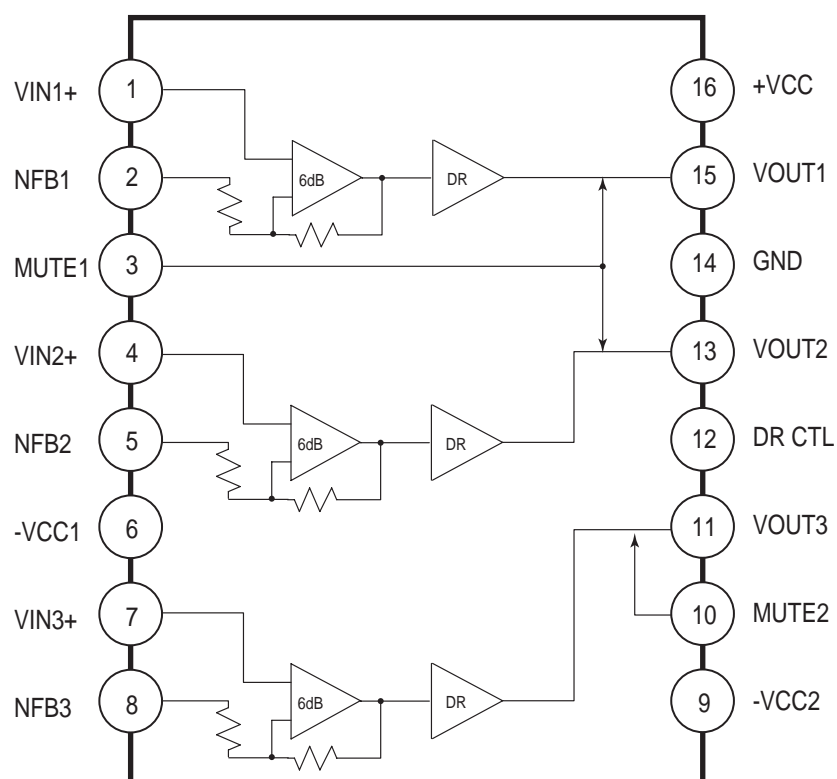 VIN1+ 1 16 +VCC
NFB1 2 6dB DR 15 VOUT1
MUTE1 3 14 GND
VIN2+ 4 13 VOUT2
NFB2 5 6dB DR 12 DR CTL
-VCC1 6 11 VOUT3
VIN3+ 7 10 MUTE2
NFB3 8 6dB DR 9 -VCC2